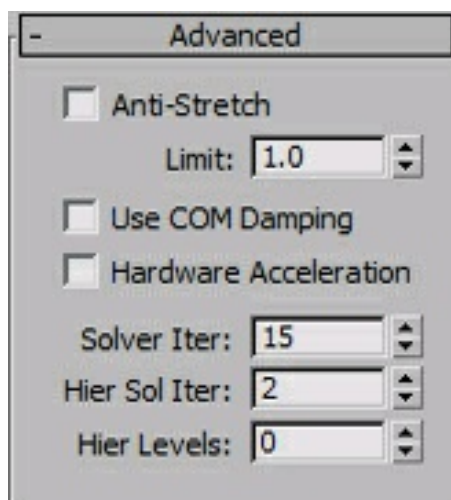 - Advanced
Anti-Stretch
Limit: 1.0
Use COM Damping
Hardware Acceleration
Solver Iter: 15
Hier Sol Iter: 2
Hier Levels: 0